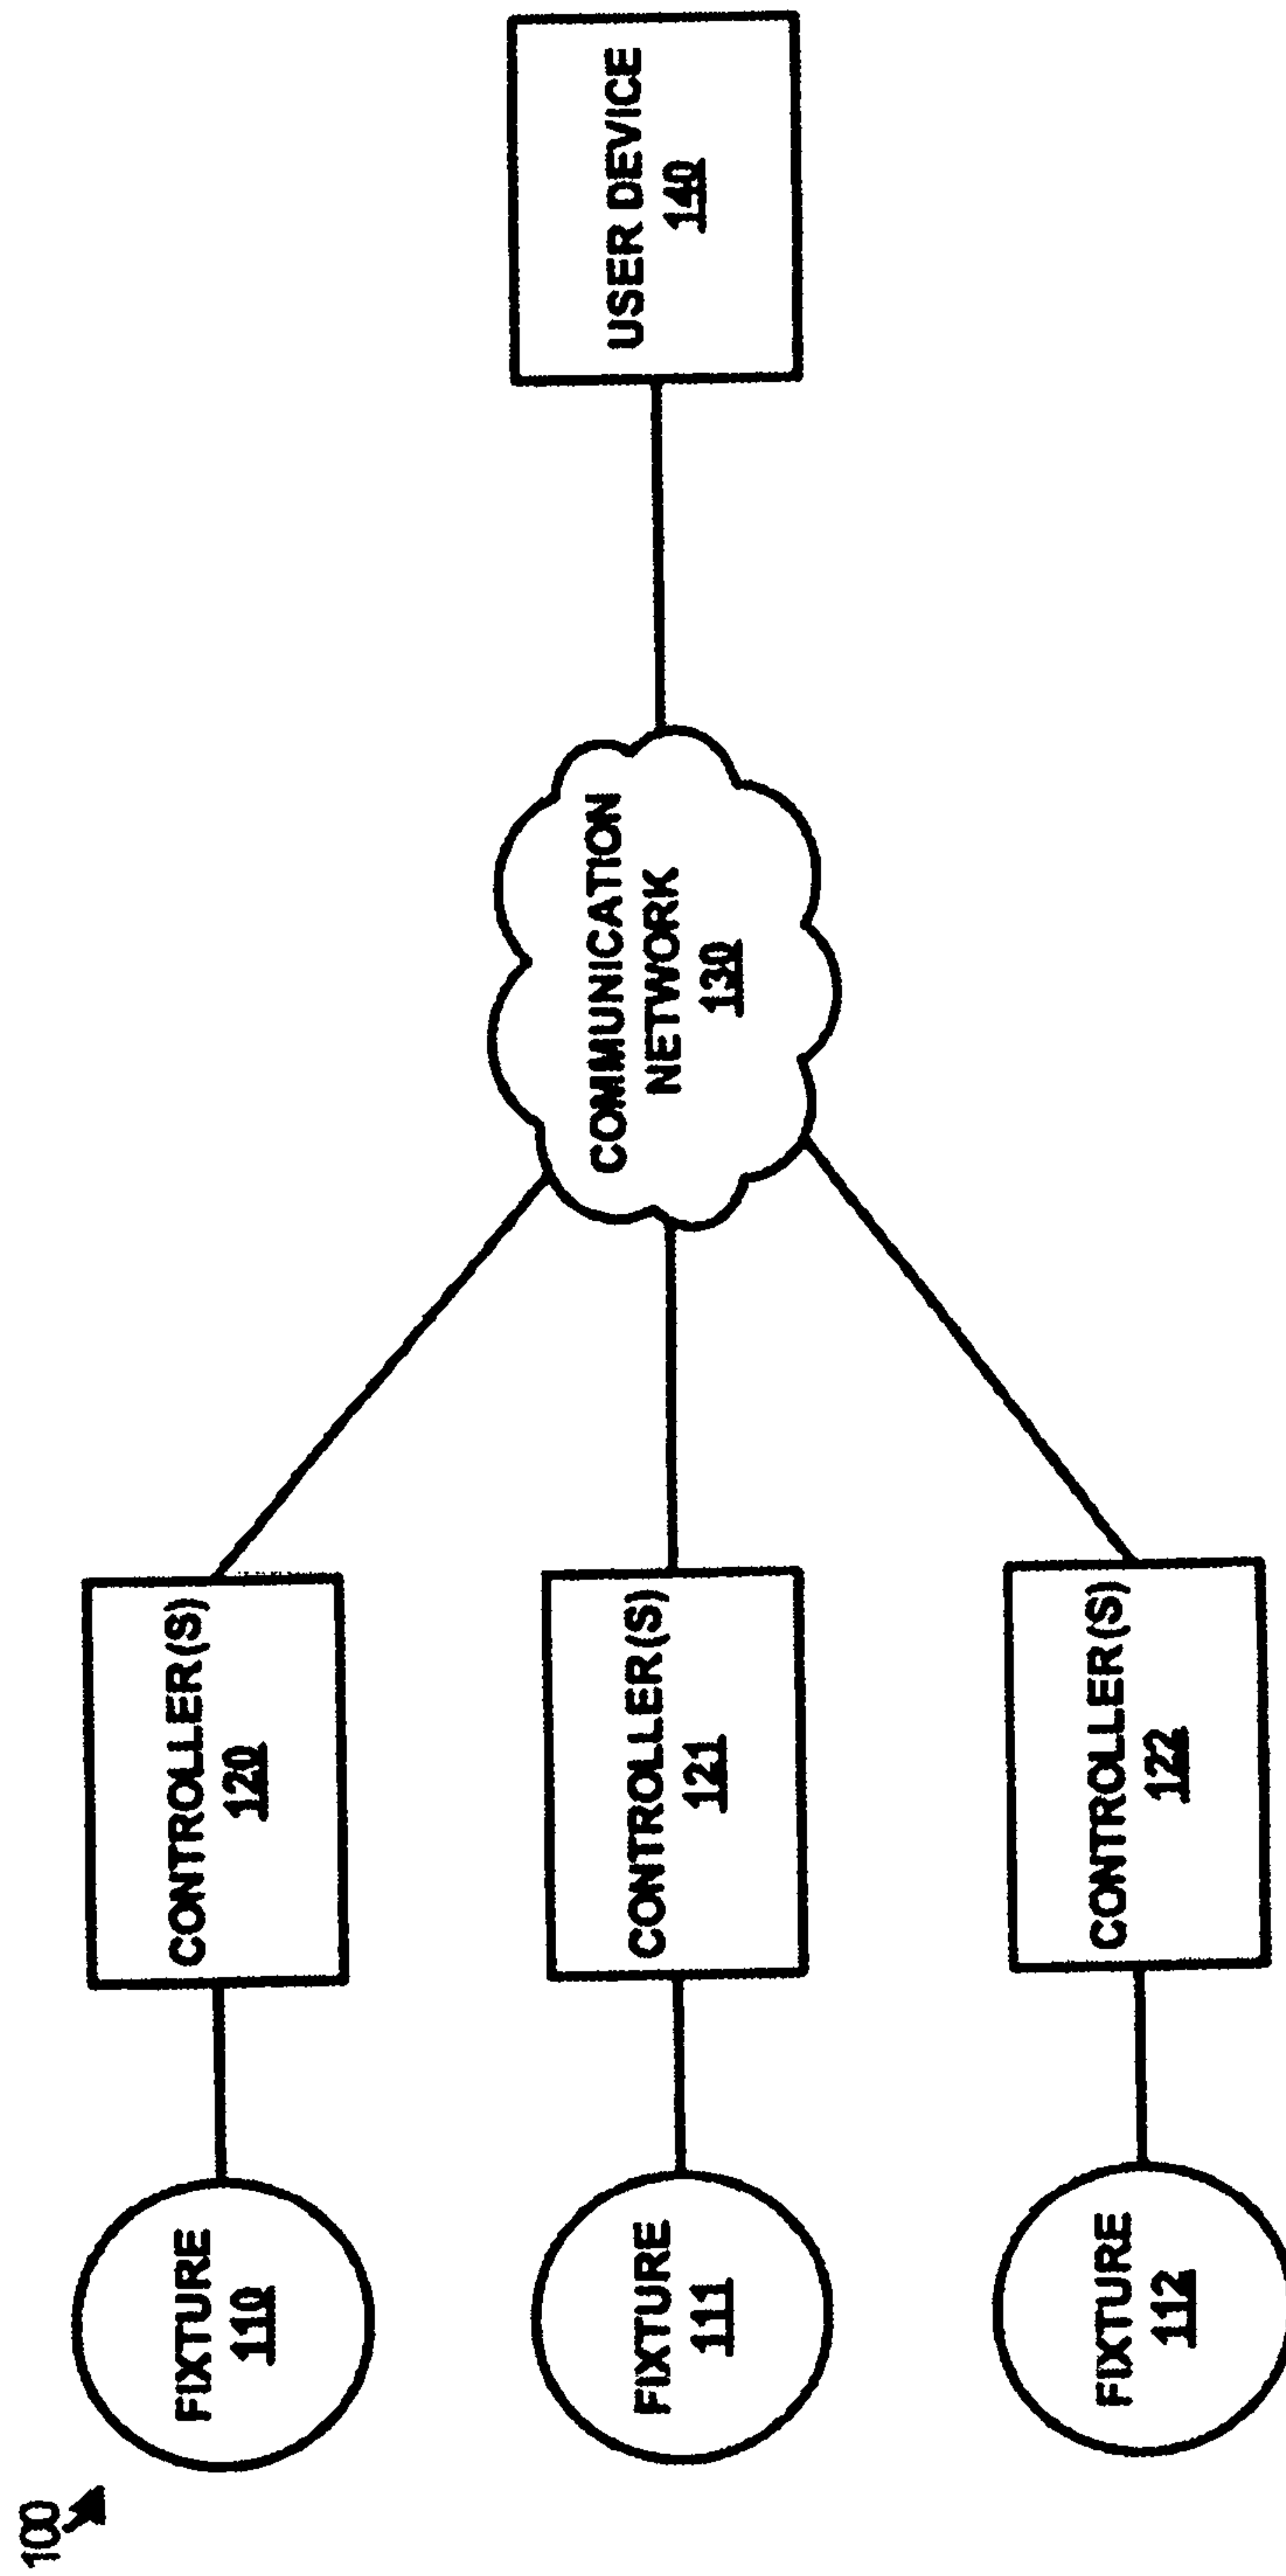 100
FIXTURE
110
CONTROLLER(S)
120
FIXTURE
111
CONTROLLER(S)
121
FIXTURE
112
CONTROLLER(S)
122
COMMUNICATION
NETWORK
130
USER DEVICE
140